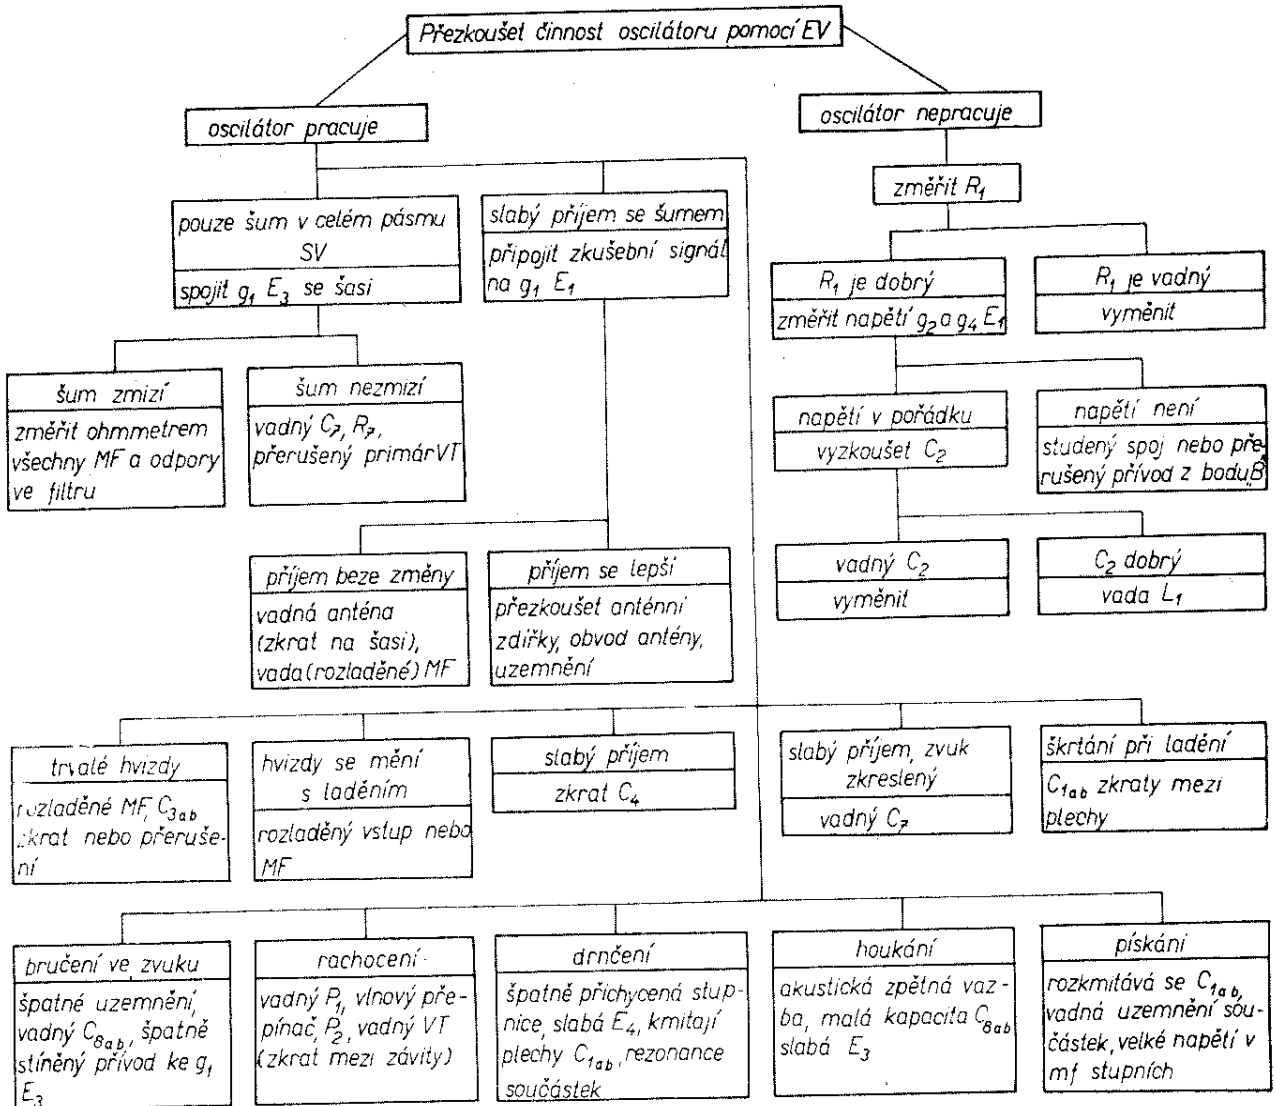 Přezkoušet činnost oscilátoru pomocí EV
oscilátor pracuje
oscilátor nepracuje
změřit R₁
pouze šum v celém pásmu
SV
spojit g₁ E₃ se šasi
slabý příjem se šumem
připojit zkušební signál
na g₁ E₁
R₁ je dobrý
změřit napětí g₂ a g₄ E₁
R₁ je vadný
vyměnit
šum zmizí
změřit ohmmetrem
všechny MF a odpory
ve filtru
šum nezmizí
vadný C₇, R₇,
přerušený primár VT
napětí v pořádku
vyzkoušet C₂
napětí není
studený spoj nebo pře-
rušený přívod z bodu „B“
příjem beze změny
vadná anténa
(zkrat na šasi),
vada (rozladěné) MF
příjem se lepší
přezkoušet anténní
zdířky, obvod antény,
uzemnění
vadný C₂
vyměnit
C₂ dobrý
vada L₁
trvalé hvizdy
rozladěné MF, C₃ab
zkrat nebo přeruše-
ní
hvizdy se mění
s laděním
rozladěný vstup nebo
MF
slabý příjem
zkrat C₄
slabý příjem, zvuk
zkreslený
vadný C₇
škrtání při ladění
C₁ab zkraty mezi
plechy
bručení ve zvuku
špatné uzemnění,
vadný C₈ab, špatně
stíněný přívod ke g₁
E₃
rachocení
vadný P₁, vlnový pře-
pínač, P₂, vadný VT
(zkrat mezi závity)
drnčení
špatně přichycená stup-
nice, slabá E₄, kmitají
plechy C₁ab, rezonance
součástek
houkání
akustická zpětná vaz-
ba, malá kapacita C₈ab
slabá E₃
pískání
rozkmitává se C₁ab,
vadná uzemnění sou-
částek, velké napětí v
mf stupních